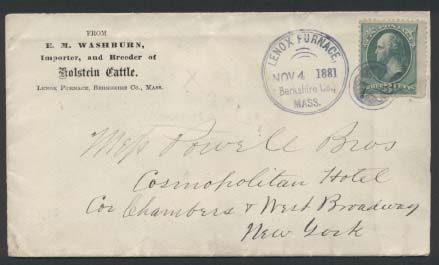 FROM
E. M. WASHBURN,
Importer, and Breeder of
Holstein Cattle.
LENOX FURNACE, BERKSHIRE CO., MASS.
LENOX FURNACE,
NOV 4 1881
Berkshire Co.,
MASS.
Mess Powell Bros
Cosmopolitan Hotel
Cor Chambers & West Broadway
New York